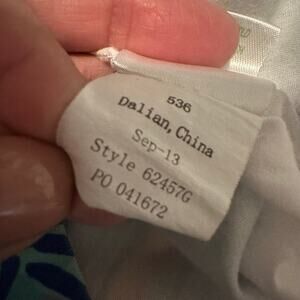 536
Dalian, China
Sep-13
Style 62457G
PO 041672